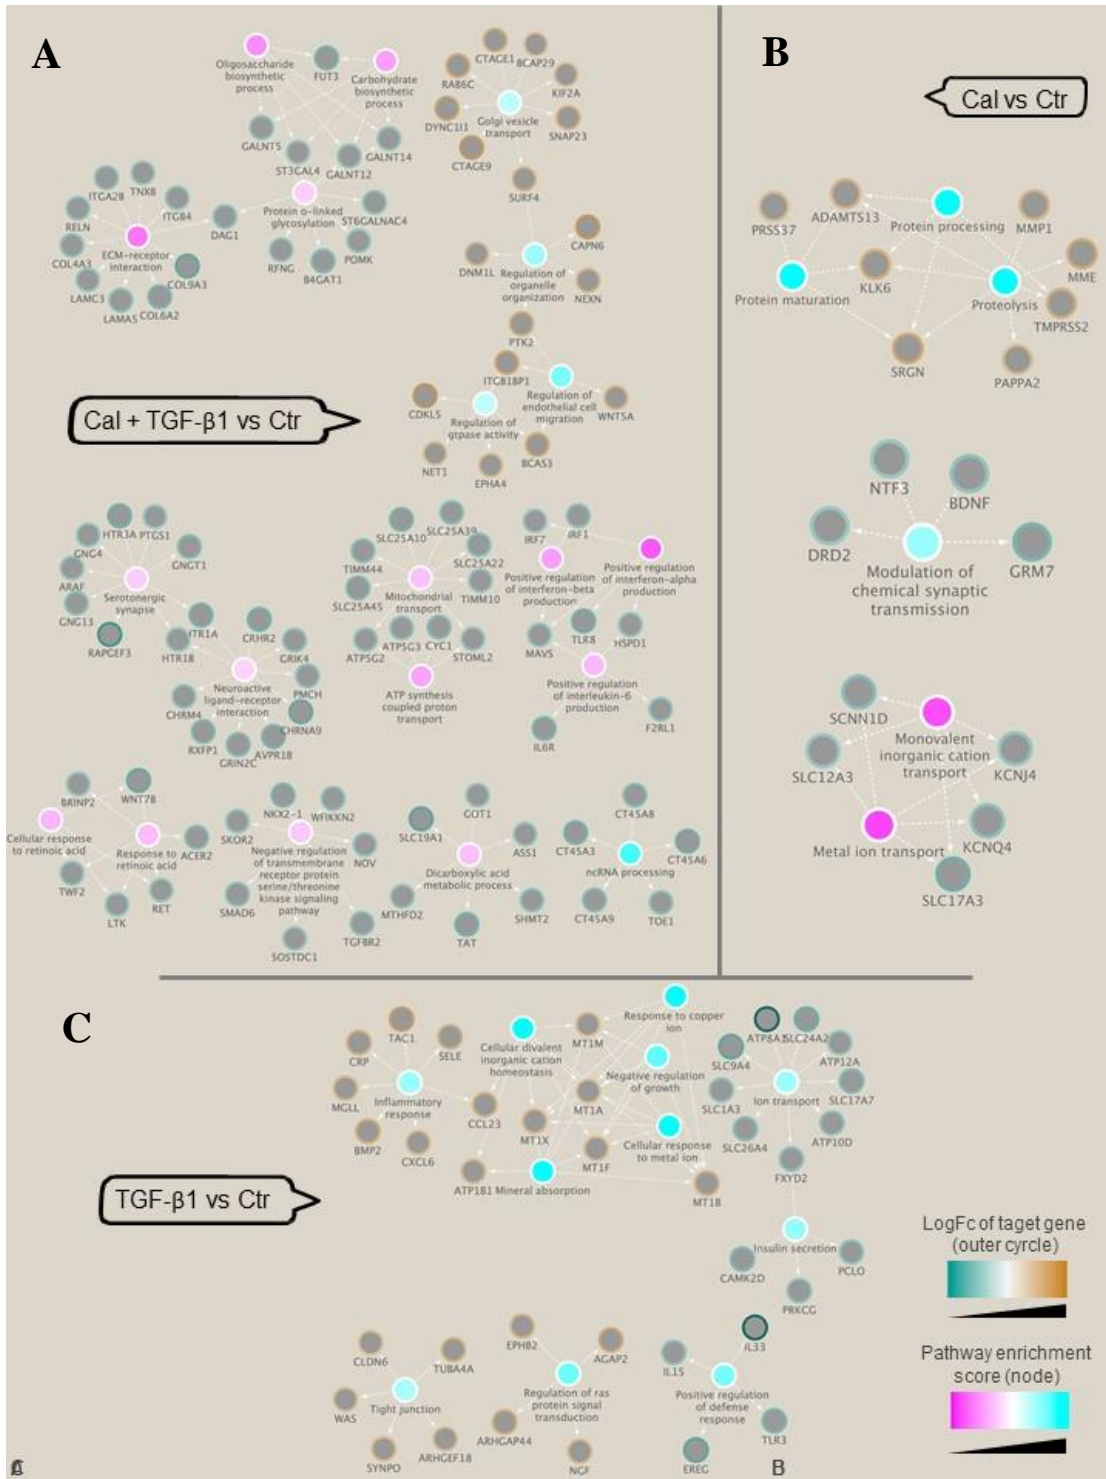 A
B
Cal vs Ctr
Oligosaccharide
biosynthetic
process
FUT3
Carbohydrate
biosynthetic
process
GALNT5
ST3GAL4
GALNT12
GALNT14
Protein o-linked
glycosylation
ST6GALNAC4
DAG1
RFNG
B4GAT1
POMK
ITGA2B
TNXB
ITGB4
RELN
COL4A3
ECM-receptor
interaction
LAMC3
LAMA5
COL6A2
COL9A3
CTAGE1
BCAP29
RAB6C
KIF2A
DYNC1I1
Golgi vesicle
transport
SNAP23
CTAGE9
SURF4
CAPN6
DNM1L
Regulation of
organelle
organization
NEXN
PTK2
ITGB1BP1
Regulation of
endothelial cell
migration
WNT5A
CDKL5
Regulation of
gtpase activity
NET1
EPHA4
BCAS3
Cal + TGF-β1 vs Ctr
HTR3A
PTGS1
GNG4
GNGT1
ARAF
Serotonergic
synapse
GNG13
RAPGEF3
HTR1A
HTR1B
CRHR2
GRIK4
Neuroactive
ligand-receptor
interaction
PMCH
CHRM4
CHRNA9
RXFP1
GRIN2C
AVPR1B
SLC25A10
SLC25A39
TIMM44
SLC25A22
SLC25A45
Mitochondrial
transport
TIMM10
ATP5G2
ATP5G3
CYC1
STOML2
ATP synthesis
coupled proton
transport
IRF7
IRF1
Positive regulation
of interferon-beta
production
Positive regulation
of interferon-alpha
production
MAVS
TLR8
HSPD1
Positive regulation
of interleukin-6
production
IL6R
F2RL1
BRINP2
WNT7B
Cellular response
to retinoic acid
Response to
retinoic acid
ACER2
TWF2
LTK
RET
NKX2-1
WFIKKN2
SKOR2
Negative regulation
of transmembrane
receptor protein
serine/threonine
kinase signaling
pathway
NOV
SMAD6
SOSTDC1
TGFBR2
GOT1
SLC19A1
ASS1
Dicarboxylic acid
metabolic process
MTHFD2
TAT
SHMT2
CT45A8
CT45A3
CT45A6
ncRNA processing
CT45A9
TOE1
PRSS37
ADAMTS13
Protein processing
MMP1
Protein maturation
KLK6
Proteolysis
MME
TMPRSS2
SRGN
PAPPA2
NTF3
BDNF
DRD2
GRM7
Modulation of
chemical synaptic
transmission
SCNN1D
Monovalent
inorganic cation
transport
SLC12A3
KCNJ4
Metal ion transport
KCNQ4
SLC17A3
C
TGF-β1 vs Ctr
TAC1
CRP
SELE
MGLL
Inflammatory
response
BMP2
CXCL6
CCL23
Cellular divalent
inorganic cation
homeostasis
MT1M
Response to copper
ion
Negative regulation
of growth
MT1A
MT1X
MT1F
Cellular response
to metal ion
ATP1B1
Mineral absorption
MT1B
ATP8A1
SLC24A2
SLC9A4
ATP12A
SLC1A3
Ion transport
SLC17A7
SLC26A4
ATP10D
FXYD2
Insulin secretion
CAMK2D
PCLO
PRKCG
CLDN6
TUBA4A
WAS
Tight junction
SYNPO
ARHGEF18
EPHB2
AGAP2
Regulation of ras
protein signal
transduction
ARHGAP44
NGF
IL33
IL15
Positive regulation
of defense
response
TLR3
EREG
LogFc of taget gene
(outer cyrcle)
Pathway enrichment
score (node)
B